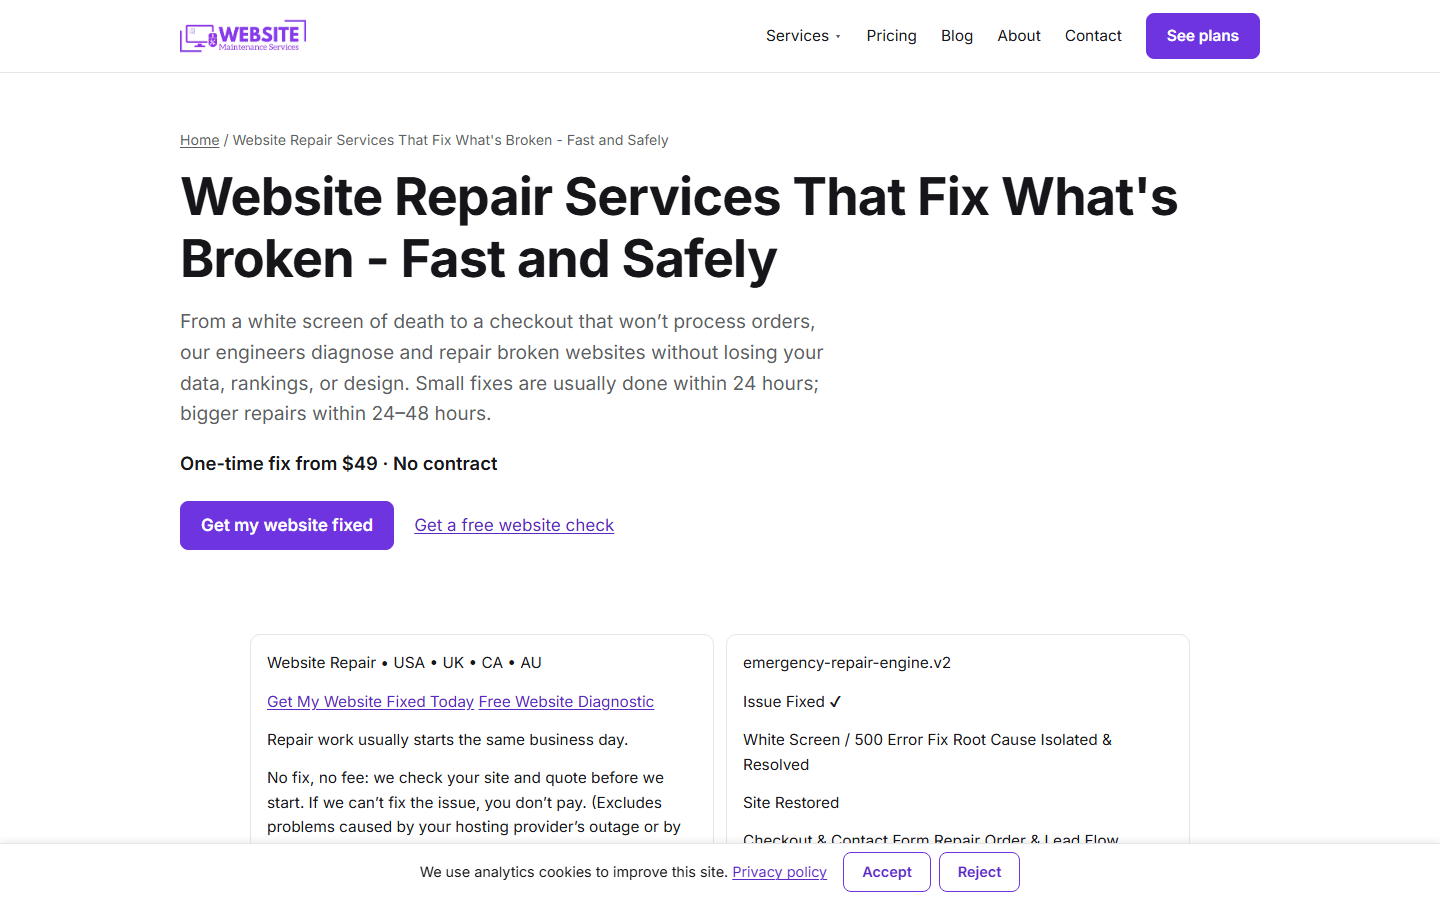 WEBSITE
Maintenance Services
Services
Pricing
Blog
About
Contact
See plans
Home / Website Repair Services That Fix What's Broken - Fast and Safely
Website Repair Services That Fix What's
Broken - Fast and Safely
From a white screen of death to a checkout that won’t process orders,
our engineers diagnose and repair broken websites without losing your
data, rankings, or design. Small fixes are usually done within 24 hours;
bigger repairs within 24–48 hours.
One-time fix from $49 · No contract
Get my website fixed
Get a free website check
Website Repair • USA • UK • CA • AU
Get My Website Fixed Today Free Website Diagnostic
Repair work usually starts the same business day.
No fix, no fee: we check your site and quote before we
start. If we can’t fix the issue, you don’t pay. (Excludes
problems caused by your hosting provider’s outage or by
emergency-repair-engine.v2
Issue Fixed ✓
White Screen / 500 Error Fix Root Cause Isolated &
Resolved
Site Restored
Checkout & Contact Form Repair Order & Lead Flow
We use analytics cookies to improve this site. Privacy policy
Accept
Reject